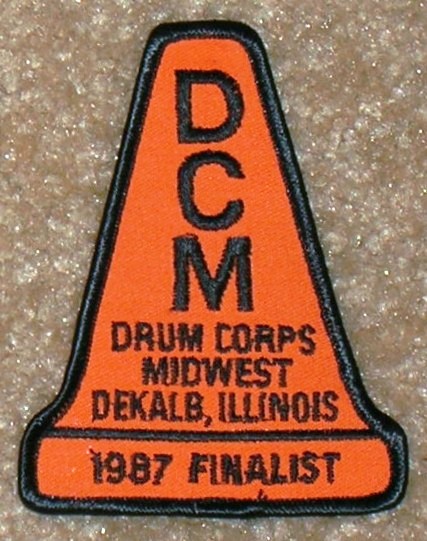 D
C
M
DRUM CORPS
MIDWEST
DEKALB, ILLINOIS
1987 FINALIST